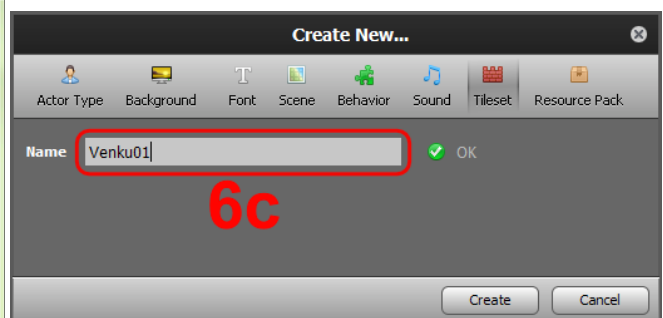 Create New...
Actor Type Background Font Scene Behavior Sound Tileset Resource Pack
Name Venku01 OK
6c
Create Cancel